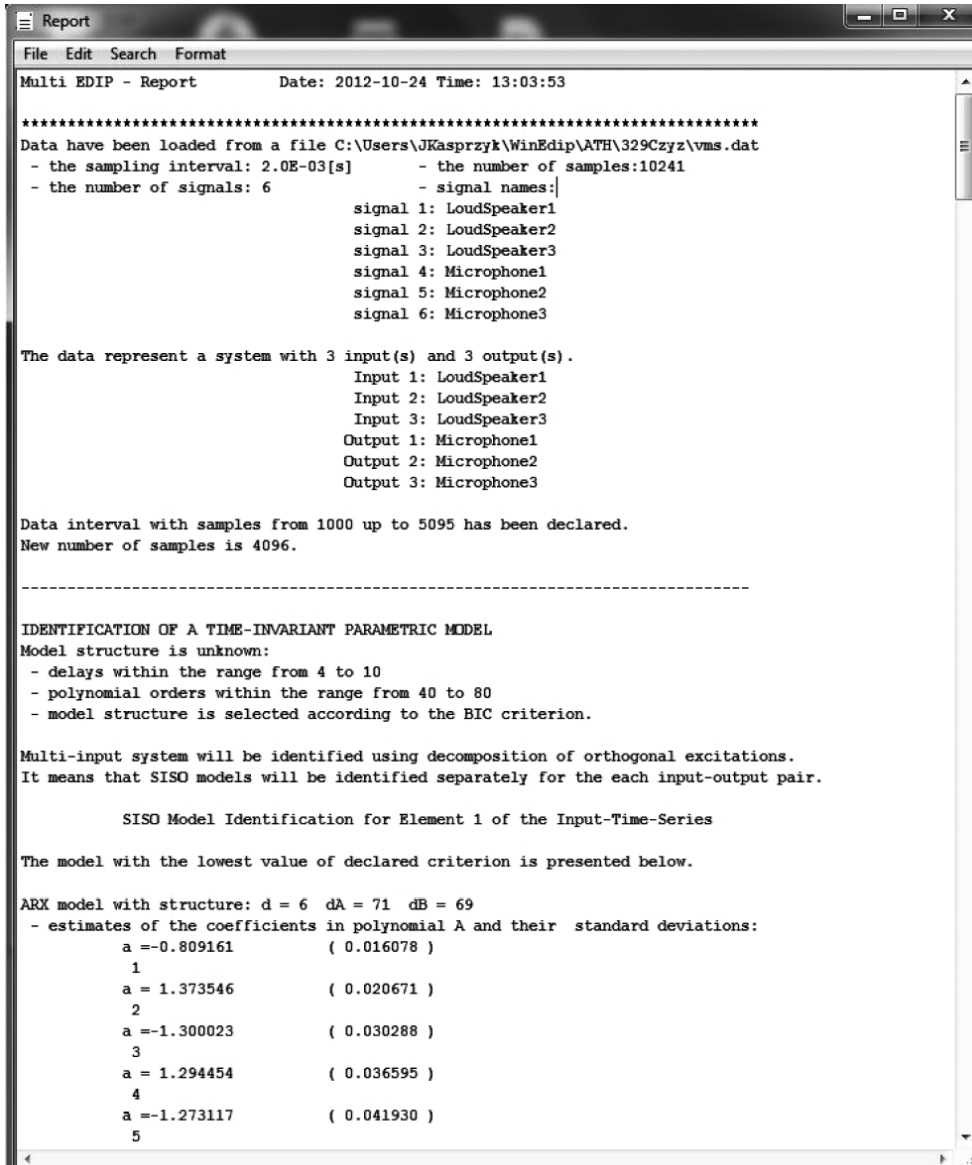 Report
File Edit Search Format
Multi EDIP - Report Date: 2012-10-24 Time: 13:03:53
********************************************************************************
Data have been loaded from a file C:\Users\JKasprzyk\WinEdip\ATH\329Czyz\vms.dat
- the sampling interval: 2.0E-03[s] - the number of samples:10241
- the number of signals: 6 - signal names:
signal 1: LoudSpeaker1
signal 2: LoudSpeaker2
signal 3: LoudSpeaker3
signal 4: Microphone1
signal 5: Microphone2
signal 6: Microphone3
The data represent a system with 3 input(s) and 3 output(s).
Input 1: LoudSpeaker1
Input 2: LoudSpeaker2
Input 3: LoudSpeaker3
Output 1: Microphone1
Output 2: Microphone2
Output 3: Microphone3
Data interval with samples from 1000 up to 5095 has been declared.
New number of samples is 4096.
-------------------------------------------------------------------------------
IDENTIFICATION OF A TIME-INVARIANT PARAMETRIC MODEL
Model structure is unknown:
- delays within the range from 4 to 10
- polynomial orders within the range from 40 to 80
- model structure is selected according to the BIC criterion.
Multi-input system will be identified using decomposition of orthogonal excitations.
It means that SISO models will be identified separately for the each input-output pair.
SISO Model Identification for Element 1 of the Input-Time-Series
The model with the lowest value of declared criterion is presented below.
ARX model with structure: d = 6 dA = 71 dB = 69
- estimates of the coefficients in polynomial A and their standard deviations:
a =-0.809161 ( 0.016078 )
1
a = 1.373546 ( 0.020671 )
2
a =-1.300023 ( 0.030288 )
3
a = 1.294454 ( 0.036595 )
4
a =-1.273117 ( 0.041930 )
5